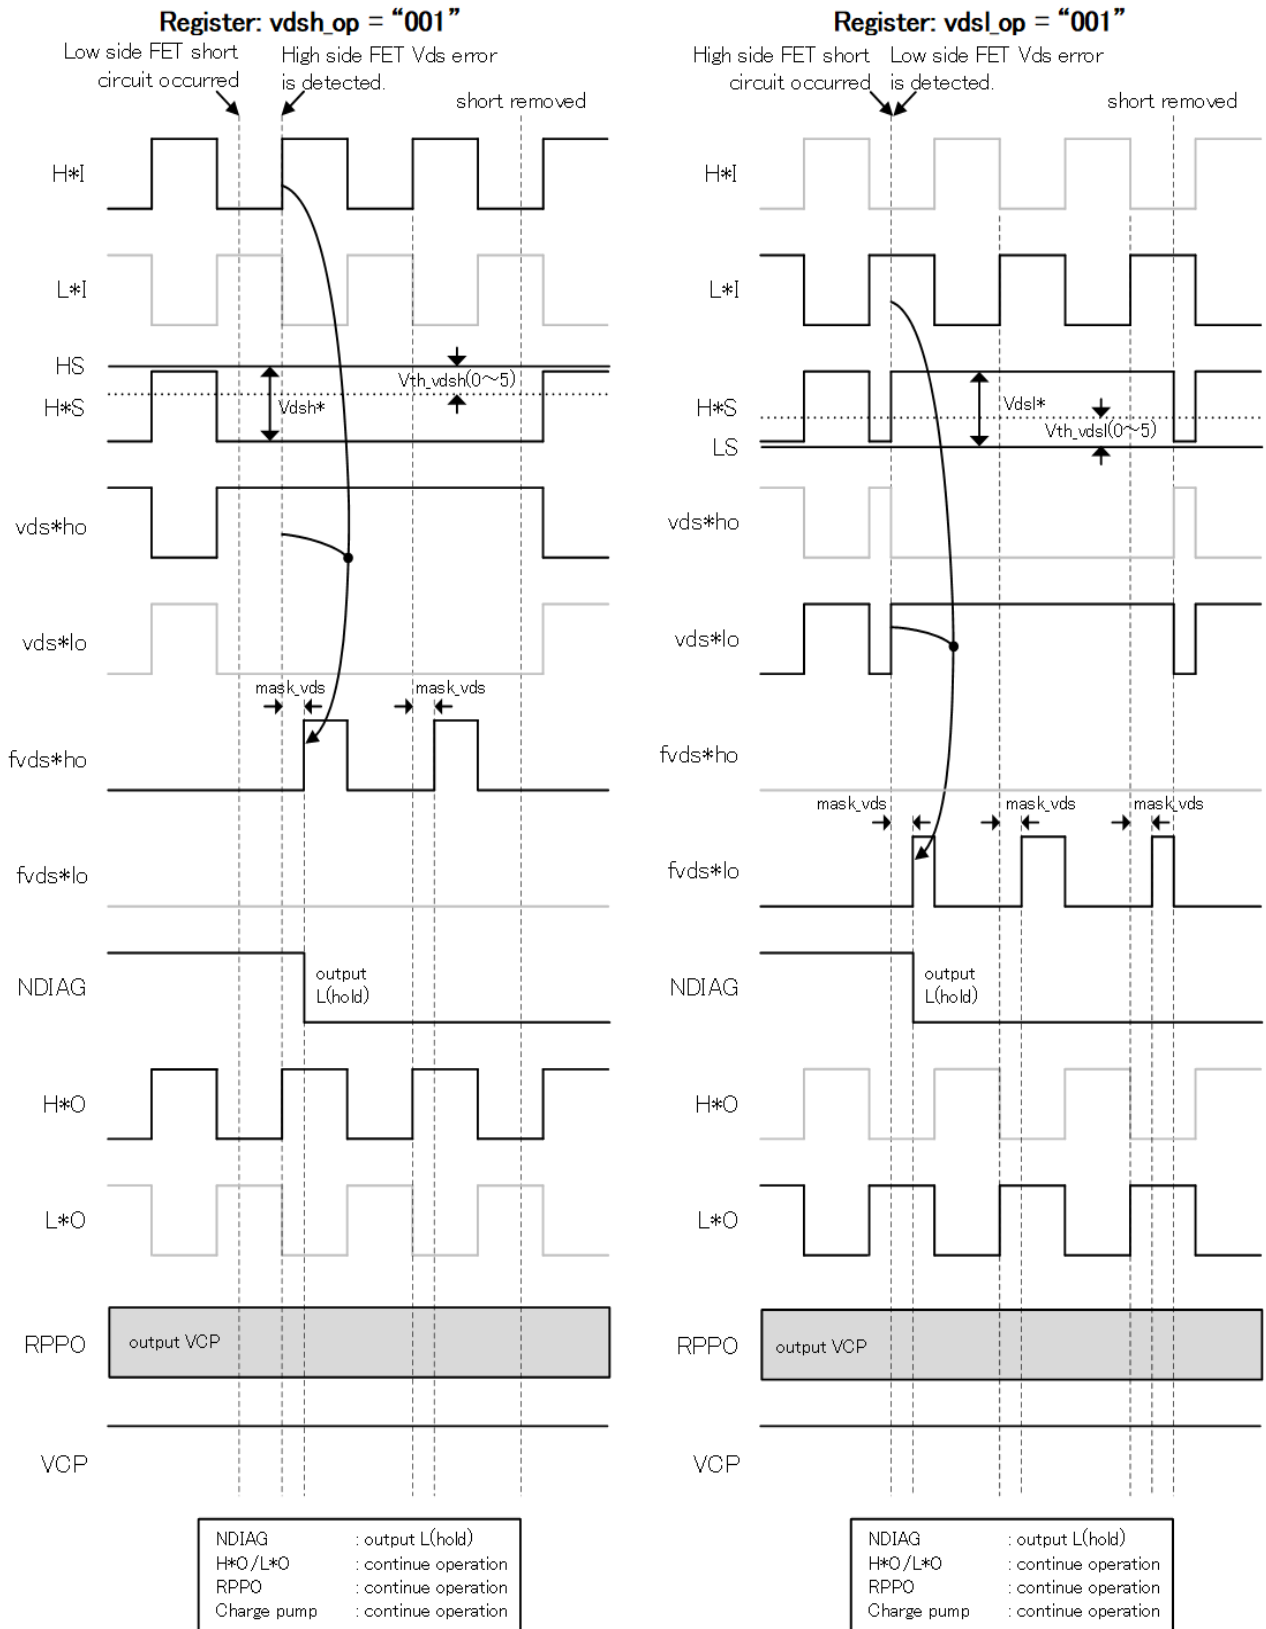 Register: vdsh_op = “001”
Low side FET short
circuit occurred
High side FET Vds error
is detected.
short removed
H*I
L*I
HS
Vth_vdsh(0~5)
H*S
Vdsh*
vds*ho
vds*lo
mask_vds
mask_vds
fvds*ho
fvds*lo
NDIAG
output
L(hold)
H*O
L*O
RPPO
output VCP
VCP
NDIAG : output L(hold)
H*O/L*O : continue operation
RPPO : continue operation
Charge pump : continue operation
Register: vdsl_op = “001”
High side FET short
circuit occurred
Low side FET Vds error
is detected.
short removed
H*I
L*I
H*S
Vdsl*
Vth_vdsl(0~5)
LS
vds*ho
vds*lo
fvds*ho
mask_vds
mask_vds
mask_vds
fvds*lo
NDIAG
output
L(hold)
H*O
L*O
RPPO
output VCP
VCP
NDIAG : output L(hold)
H*O/L*O : continue operation
RPPO : continue operation
Charge pump : continue operation